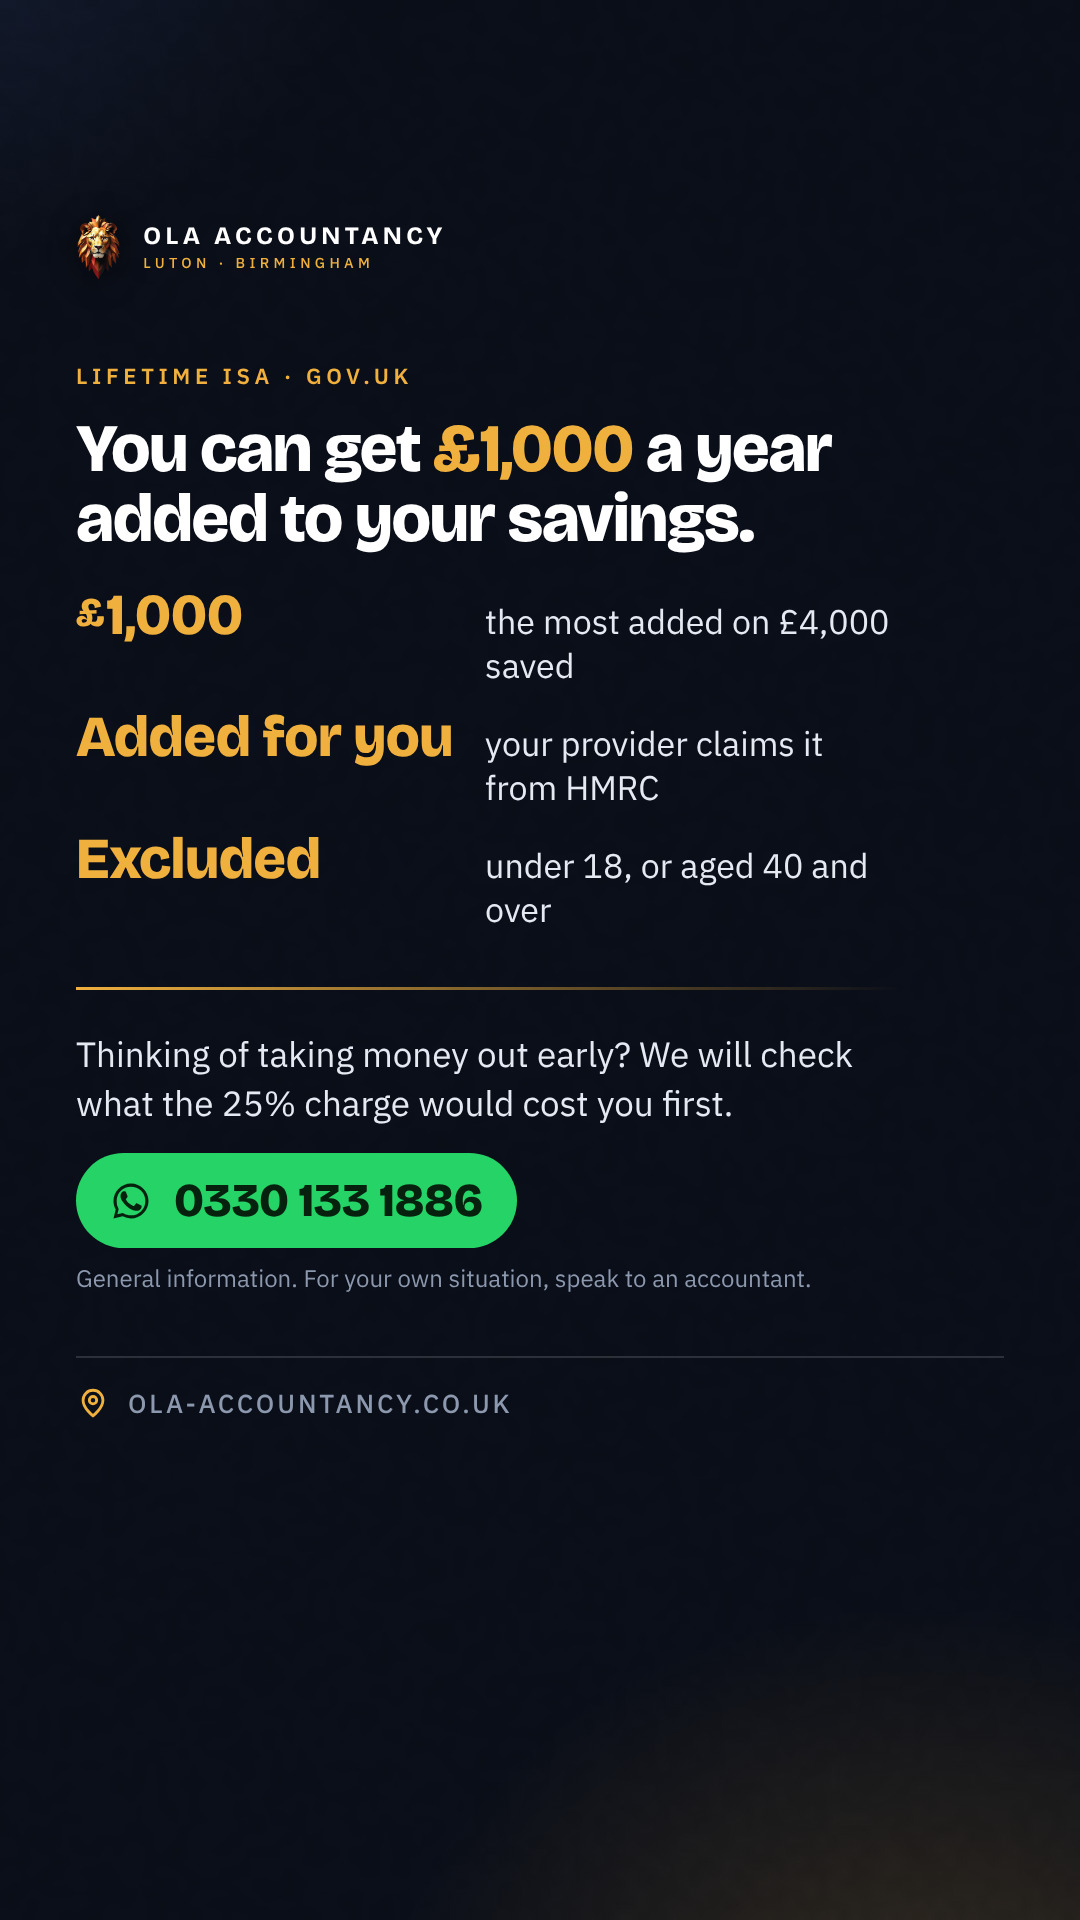 OLA ACCOUNTANCY
LUTON · BIRMINGHAM
LIFETIME ISA · GOV.UK
You can get £1,000 a year
added to your savings.
£1,000
the most added on £4,000
saved
Added for you
your provider claims it
from HMRC
Excluded
under 18, or aged 40 and
over
Thinking of taking money out early? We will check
what the 25% charge would cost you first.
0330 133 1886
General information. For your own situation, speak to an accountant.
OLA-ACCOUNTANCY.CO.UK